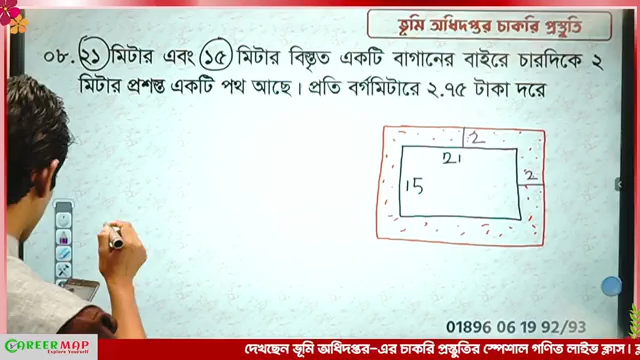 ভূমি অধিদপ্তর চাকরি প্রস্তুতি
০৮. ২১ মিটার এবং ১৫ মিটার বিস্তৃত একটি বাগানের বাইরে চারদিকে ২
মিটার প্রশস্ত একটি পথ আছে। প্রতি বর্গমিটারে ২.৭৫ টাকা দরে
2
21
15
2
01896 06 19 92/93
CAREER MAP
Explore Yourself
দেখছেন ভূমি অধিদপ্তর-এর চাকরি প্রস্তুতির স্পেশাল গণিত লাইভ ক্লাস।